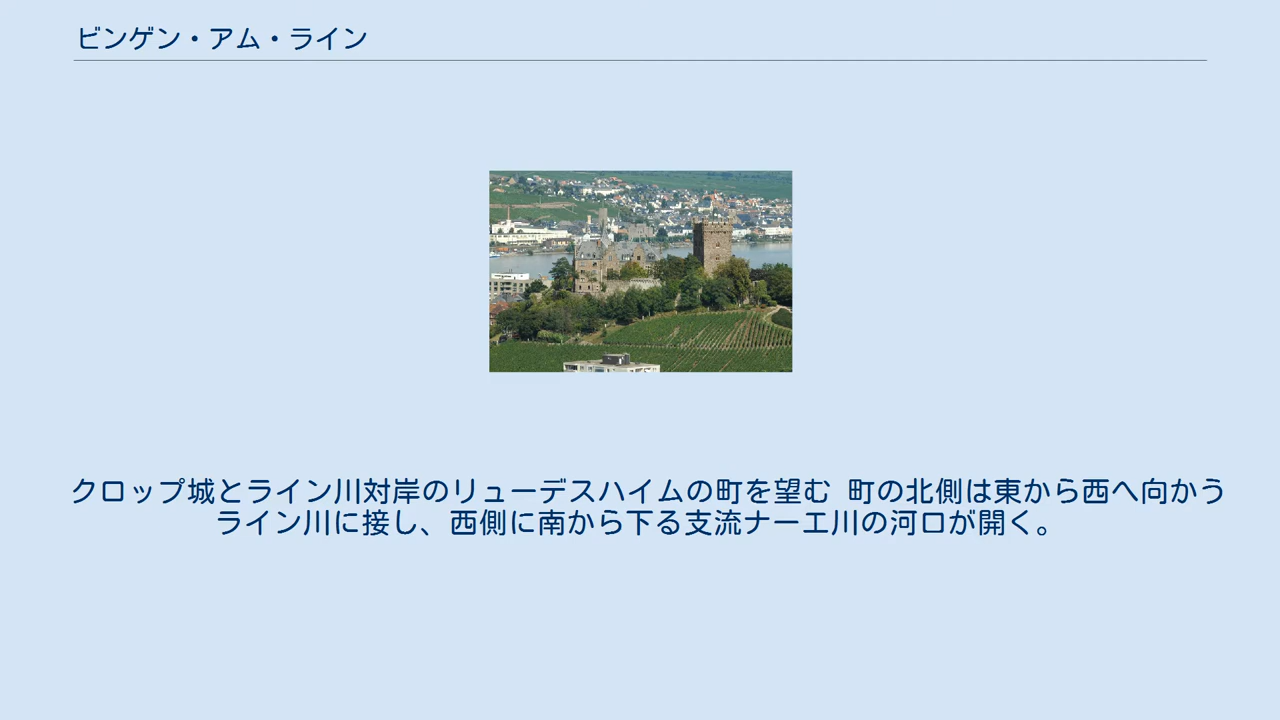 ビンゲン・アム・ライン
クロップ城とライン川対岸のリューデスハイムの町を望む 町の北側は東から西へ向かう
ライン川に接し、西側に南から下る支流ナーエ川の河口が開く。